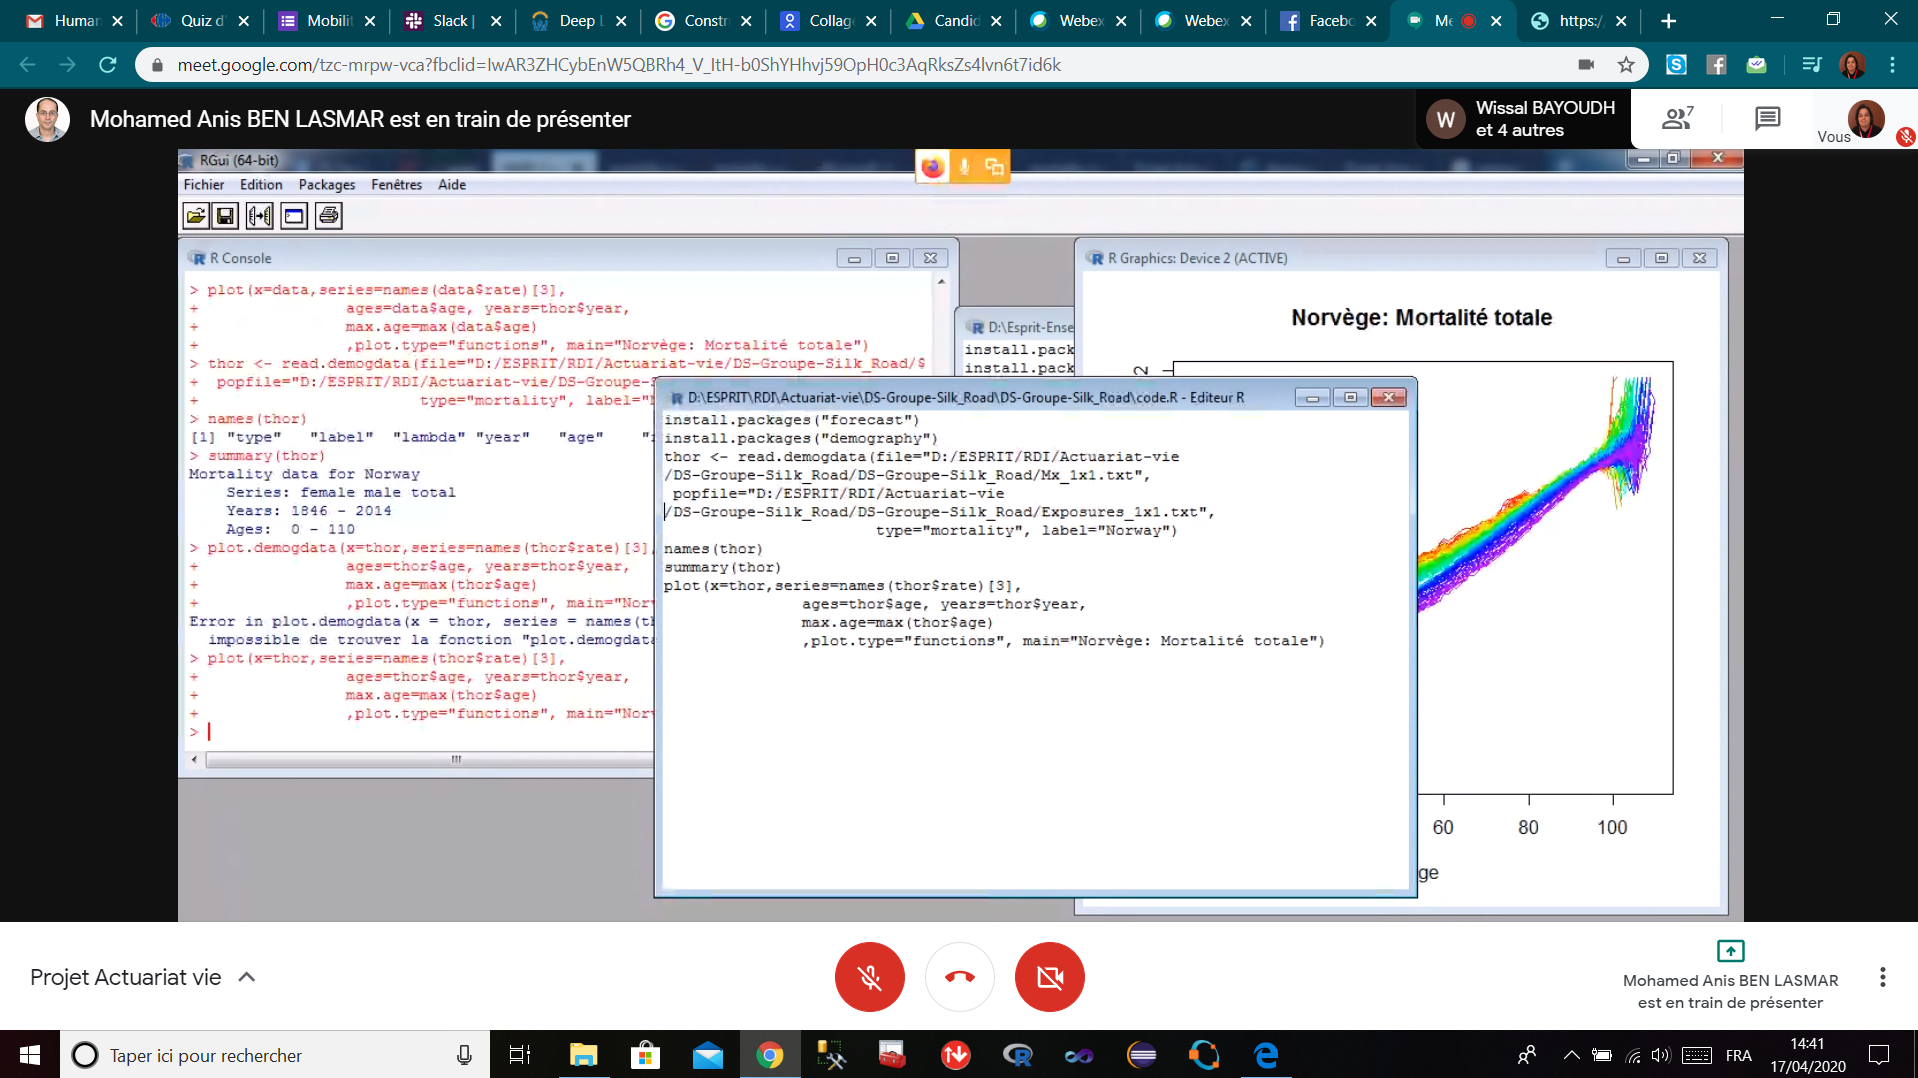 Human
Quiz d'
Mobilit
Slack |
Deep L
Constr
Collag
Candid
Webex
Webex
Facebo
Me
https:/
meet.google.com/tzc-mrpw-vca?fbclid=IwAR3ZHCybEnW5QBRh4_V_ItH-b0ShYHhvj59OpH0c3AqRksZs4lvn6t7id6k
Mohamed Anis BEN LASMAR est en train de présenter
W
Wissal BAYOUDH
et 4 autres
7
Vous
RGui (64-bit)
Fichier Edition Packages Fenêtres Aide
R Console
> plot(x=data,series=names(data$rate)[3],
+ ages=data$age, years=thor$year,
+ max.age=max(data$age)
+ ,plot.type="functions", main="Norvège: Mortalité totale")
> thor <- read.demogdata(file="D:/ESPRIT/RDI/Actuariat-vie/DS-Groupe-Silk_Road/$
+ popfile="D:/ESPRIT/RDI/Actuariat-vie/DS-Groupe-S
+ type="mortality", label="
> names(thor)
[1] "type" "label" "lambda" "year" "age"
> summary(thor)
Mortality data for Norway
Series: female male total
Years: 1846 - 2014
Ages: 0 - 110
> plot.demogdata(x=thor,series=names(thor$rate)[3],
+ ages=thor$age, years=thor$year,
+ max.age=max(thor$age)
+ ,plot.type="functions", main="Nor
Error in plot.demogdata(x = thor, series = names(th
impossible de trouver la fonction "plot.demogdata
> plot(x=thor,series=names(thor$rate)[3],
+ ages=thor$age, years=thor$year,
+ max.age=max(thor$age)
+ ,plot.type="functions", main="Nor
>
D:\Esprit-Ense
install.pack
install.pack
D:\ESPRIT\RDI\Actuariat-vie\DS-Groupe-Silk_Road\DS-Groupe-Silk_Road\code.R - Editeur R
install.packages("forecast")
install.packages("demography")
thor <- read.demogdata(file="D:/ESPRIT/RDI/Actuariat-vie
/DS-Groupe-Silk_Road/DS-Groupe-Silk_Road/Mx_1x1.txt",
popfile="D:/ESPRIT/RDI/Actuariat-vie
/DS-Groupe-Silk_Road/DS-Groupe-Silk_Road/Exposures_1x1.txt",
type="mortality", label="Norway")
names(thor)
summary(thor)
plot(x=thor,series=names(thor$rate)[3],
ages=thor$age, years=thor$year,
max.age=max(thor$age)
,plot.type="functions", main="Norvège: Mortalité totale")
R Graphics: Device 2 (ACTIVE)
Norvège: Mortalité totale
2
60 80 100
ge
Projet Actuariat vie
Mohamed Anis BEN LASMAR
est en train de présenter
Taper ici pour rechercher
FRA
14:41
17/04/2020